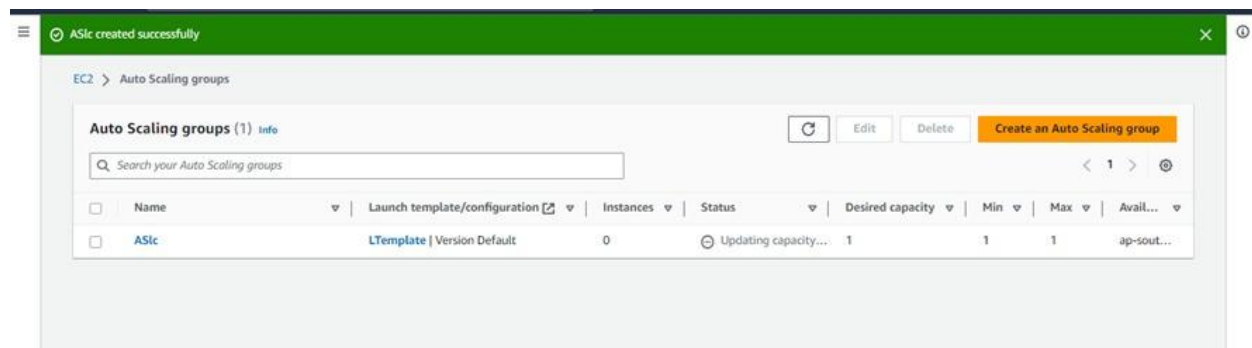 ASlc created successfully
EC2 > Auto Scaling groups
Auto Scaling groups (1) Info
Edit Delete Create an Auto Scaling group
Search your Auto Scaling groups
1
Name Launch template/configuration Instances Status Desired capacity Min Max Avail...
ASlc LTemplate | Version Default 0 Updating capacity... 1 1 1 ap-sout...